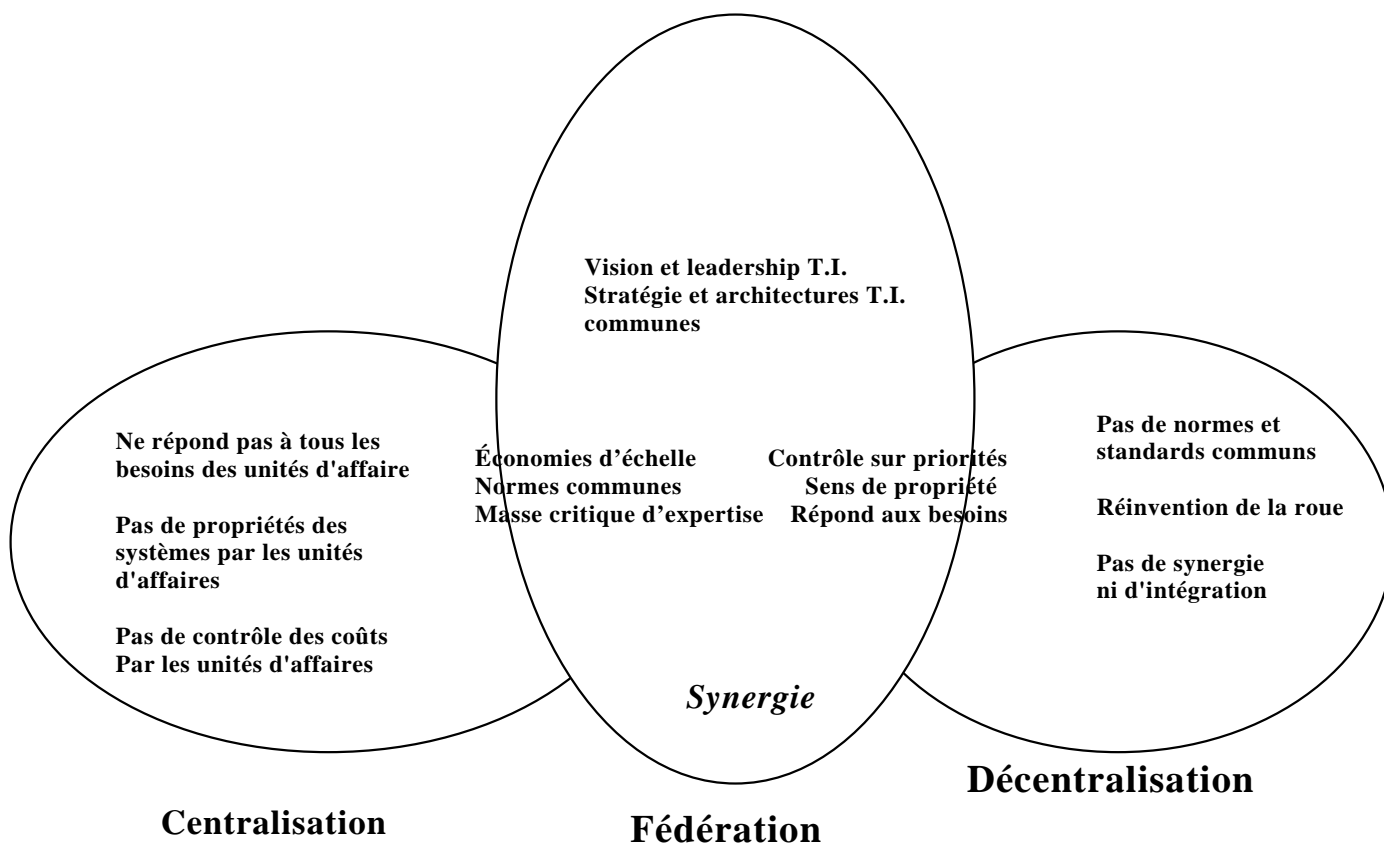 Vision et leadership T.I.
Stratégie et architectures T.I.
communes
Ne répond pas à tous les
besoins des unités d'affaire
Pas de propriétés des
systèmes par les unités
d'affaires
Pas de contrôle des coûts
Par les unités d'affaires
Économies d’échelle
Normes communes
Masse critique d’expertise
Contrôle sur priorités
Sens de propriété
Répond aux besoins
Pas de normes et
standards communs
Réinvention de la roue
Pas de synergie
ni d'intégration
Synergie
Centralisation
Fédération
Décentralisation